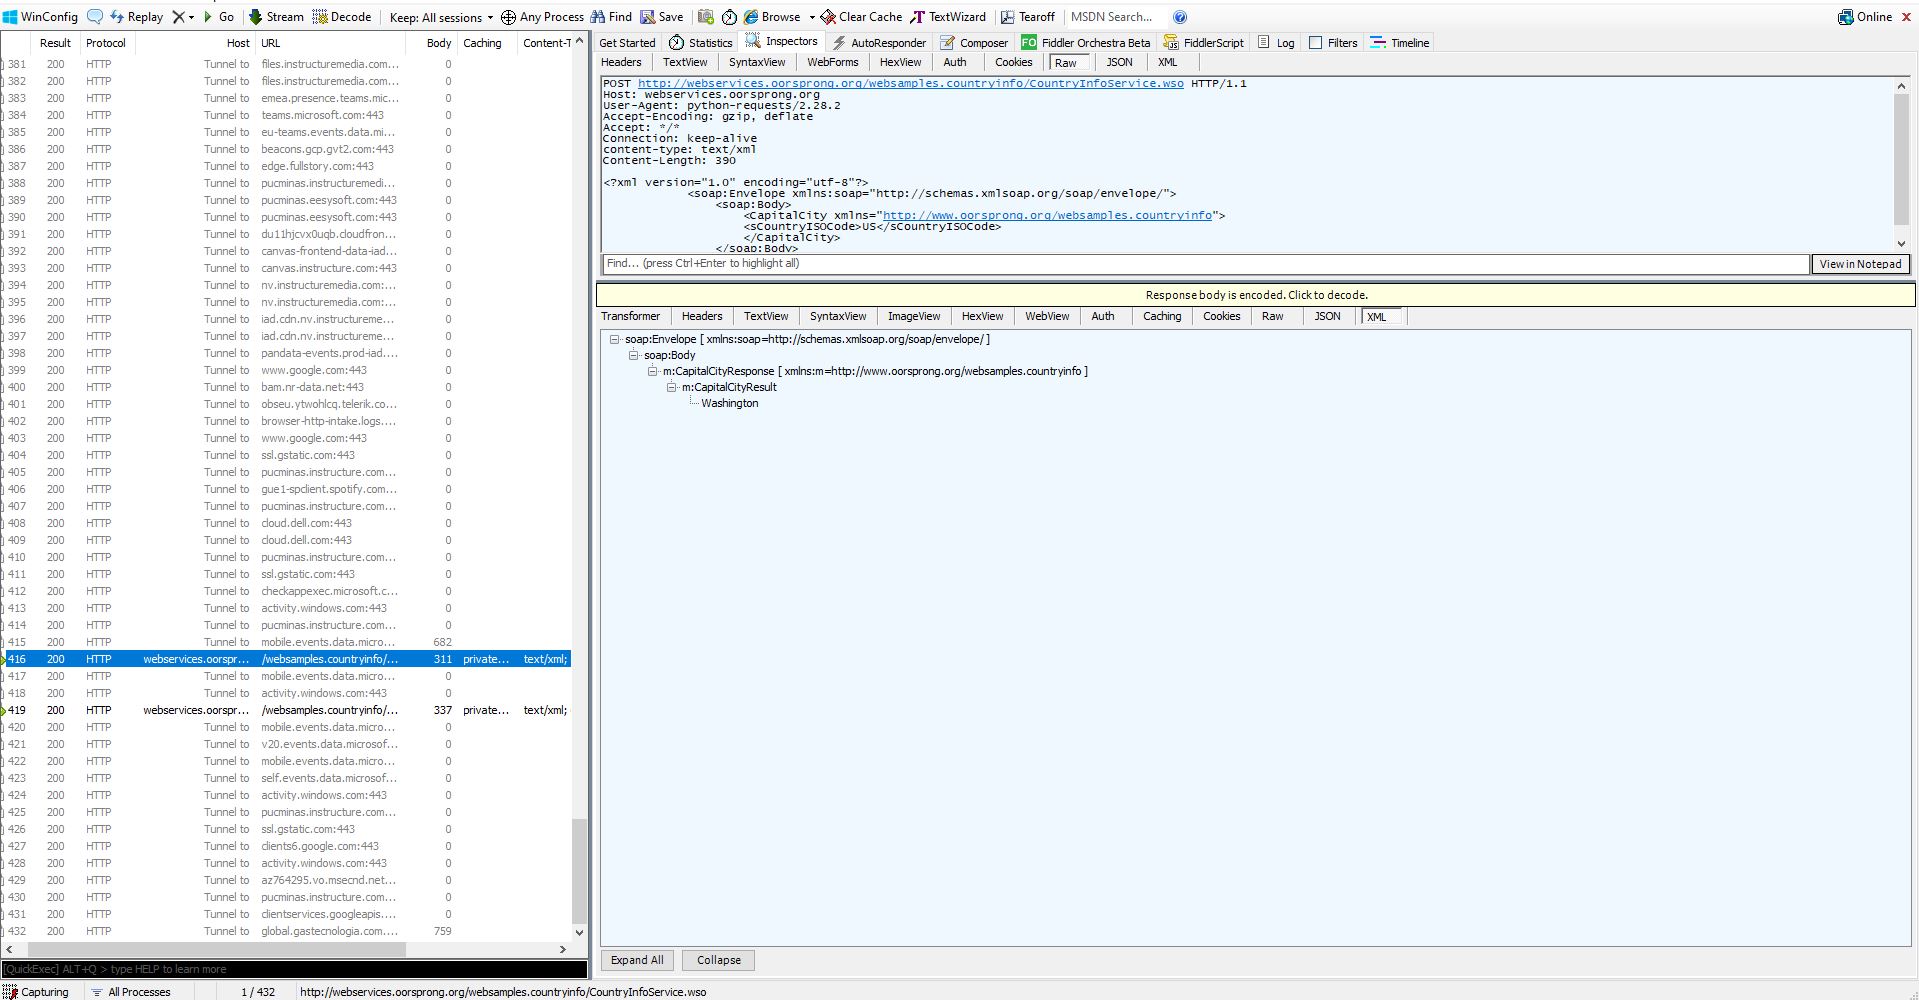 WinConfig Replay Go Stream Decode Keep: All sessions Any Process Find Save Browse Clear Cache TextWizard Tearoff MSDN Search... Online
Result Protocol Host URL Body Caching Content-T
381 200 HTTP Tunnel to files.instructuremedia.com... 0
382 200 HTTP Tunnel to files.instructuremedia.com... 0
383 200 HTTP Tunnel to emea.presence.teams.mic... 0
384 200 HTTP Tunnel to teams.microsoft.com:443 0
385 200 HTTP Tunnel to eu-teams.events.data.mi... 0
386 200 HTTP Tunnel to beacons.gcp.gvt2.com:443 0
387 200 HTTP Tunnel to edge.fullstory.com:443 0
388 200 HTTP Tunnel to pucminas.instructuremedi... 0
389 200 HTTP Tunnel to pucminas.eesysoft.com:443 0
390 200 HTTP Tunnel to pucminas.eesysoft.com:443 0
391 200 HTTP Tunnel to du11hjcvx0uqb.cloudfron... 0
392 200 HTTP Tunnel to canvas-frontend-data-iad... 0
393 200 HTTP Tunnel to canvas.instructure.com:443 0
394 200 HTTP Tunnel to nv.instructuremedia.com:... 0
395 200 HTTP Tunnel to nv.instructuremedia.com:... 0
396 200 HTTP Tunnel to iad.cdn.nv.instructureme... 0
397 200 HTTP Tunnel to iad.cdn.nv.instructureme... 0
398 200 HTTP Tunnel to pandata-events.prod-iad.... 0
399 200 HTTP Tunnel to www.google.com:443 0
400 200 HTTP Tunnel to bam.nr-data.net:443 0
401 200 HTTP Tunnel to obseu.ytwohlcq.telerik.co... 0
402 200 HTTP Tunnel to browser-http-intake.logs.... 0
403 200 HTTP Tunnel to www.google.com:443 0
404 200 HTTP Tunnel to ssl.gstatic.com:443 0
405 200 HTTP Tunnel to pucminas.instructure.com... 0
406 200 HTTP Tunnel to gue1-spclient.spotify.com... 0
407 200 HTTP Tunnel to pucminas.instructure.com... 0
408 200 HTTP Tunnel to cloud.dell.com:443 0
409 200 HTTP Tunnel to cloud.dell.com:443 0
410 200 HTTP Tunnel to pucminas.instructure.com... 0
411 200 HTTP Tunnel to ssl.gstatic.com:443 0
412 200 HTTP Tunnel to checkappexec.microsoft.c... 0
413 200 HTTP Tunnel to activity.windows.com:443 0
414 200 HTTP Tunnel to pucminas.instructure.com... 0
415 200 HTTP Tunnel to mobile.events.data.micro... 682
416 200 HTTP webservices.oorspr... /websamples.countryinfo/... 311 private... text/xml;
417 200 HTTP Tunnel to mobile.events.data.micro... 0
418 200 HTTP Tunnel to activity.windows.com:443 0
419 200 HTTP webservices.oorspr... /websamples.countryinfo/... 337 private... text/xml;
420 200 HTTP Tunnel to mobile.events.data.micro... 0
421 200 HTTP Tunnel to v20.events.data.microsof... 0
422 200 HTTP Tunnel to mobile.events.data.micro... 0
423 200 HTTP Tunnel to self.events.data.microsof... 0
424 200 HTTP Tunnel to activity.windows.com:443 0
425 200 HTTP Tunnel to pucminas.instructure.com... 0
426 200 HTTP Tunnel to ssl.gstatic.com:443 0
427 200 HTTP Tunnel to clients6.google.com:443 0
428 200 HTTP Tunnel to activity.windows.com:443 0
429 200 HTTP Tunnel to az764295.vo.msecnd.net... 0
430 200 HTTP Tunnel to pucminas.instructure.com... 0
431 200 HTTP Tunnel to clientservices.googleapis.... 0
432 200 HTTP Tunnel to global.gastecnologia.com.... 759
[QuickExec] ALT+Q > type HELP to learn more
Get Started Statistics Inspectors AutoResponder Composer FO Fiddler Orchestra Beta FiddlerScript Log Filters Timeline
Headers TextView SyntaxView WebForms HexView Auth Cookies Raw JSON XML
POST http://webservices.oorsprong.org/websamples.countryinfo/CountryInfoService.wso HTTP/1.1
Host: webservices.oorsprong.org
User-Agent: python-requests/2.28.2
Accept-Encoding: gzip, deflate
Accept: */*
Connection: keep-alive
content-type: text/xml
Content-Length: 390
<?xml version="1.0" encoding="utf-8"?>
<soap:Envelope xmlns:soap="http://schemas.xmlsoap.org/soap/envelope/">
<soap:Body>
<CapitalCity xmlns="http://www.oorsprong.org/websamples.countryinfo">
<sCountryISOCode>US</sCountryISOCode>
</CapitalCity>
</soap:Body>
Find... (press Ctrl+Enter to highlight all) View in Notepad
Response body is encoded. Click to decode.
Transformer Headers TextView SyntaxView ImageView HexView WebView Auth Caching Cookies Raw JSON XML
soap:Envelope [ xmlns:soap=http://schemas.xmlsoap.org/soap/envelope/ ]
soap:Body
m:CapitalCityResponse [ xmlns:m=http://www.oorsprong.org/websamples.countryinfo ]
m:CapitalCityResult
Washington
Expand All Collapse
Capturing All Processes 1 / 432 http://webservices.oorsprong.org/websamples.countryinfo/CountryInfoService.wso